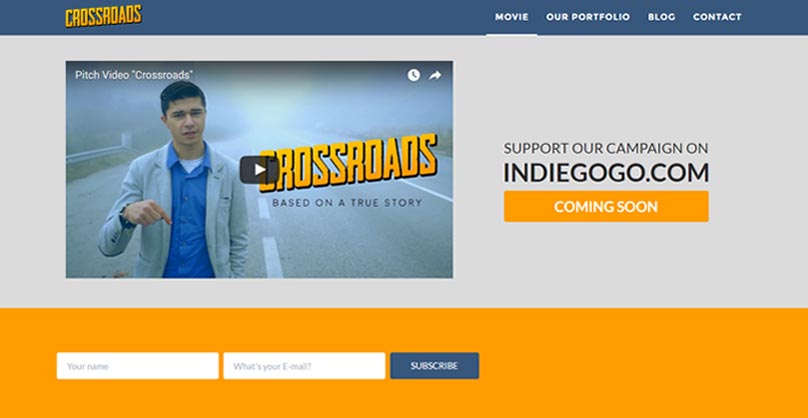 CROSSROADS
MOVIE OUR PORTFOLIO BLOG CONTACT
Pitch Video "Crossroads"
CROSSROADS
BASED ON A TRUE STORY
SUPPORT OUR CAMPAIGN ON
INDIEGOGO.COM
COMING SOON
Your name What's your E-mail? SUBSCRIBE